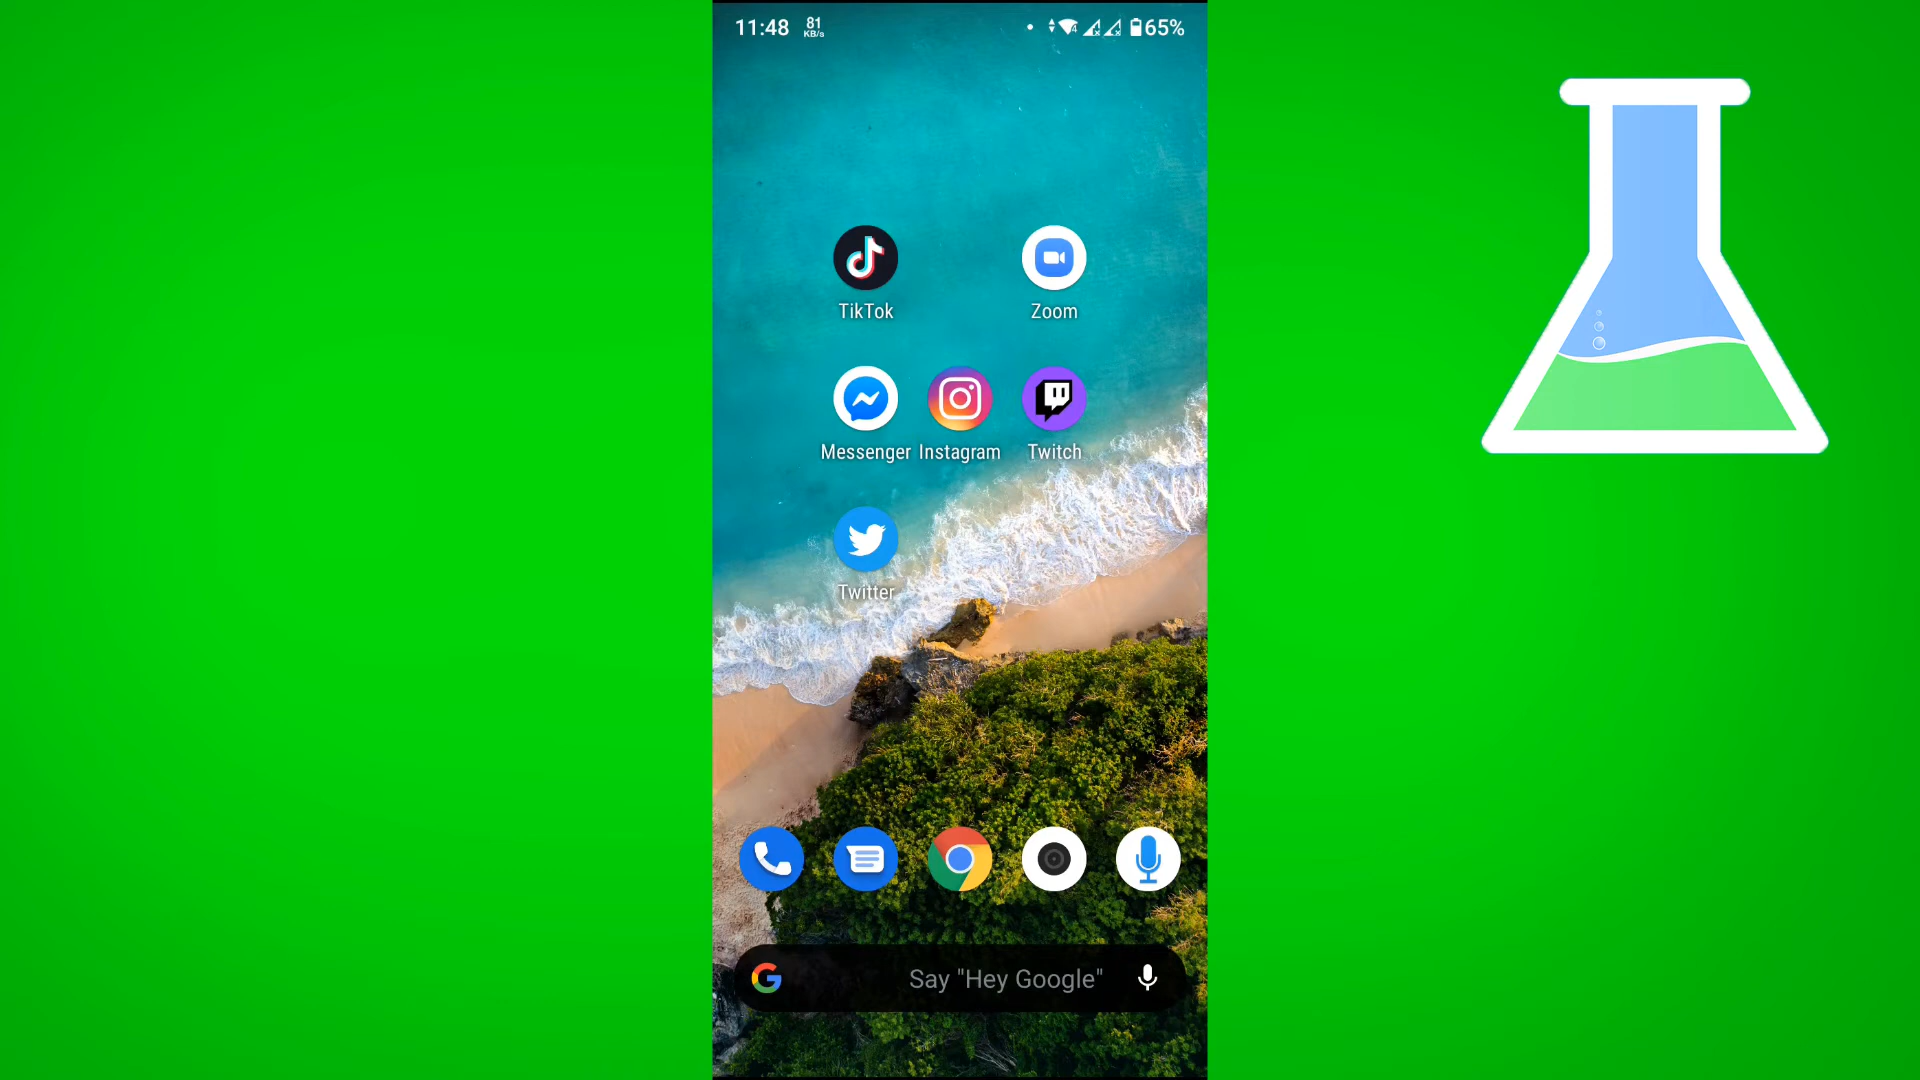 11:48 81 KB/s 65%
TikTok Zoom
Messenger Instagram Twitch
Twitter
Say "Hey Google"